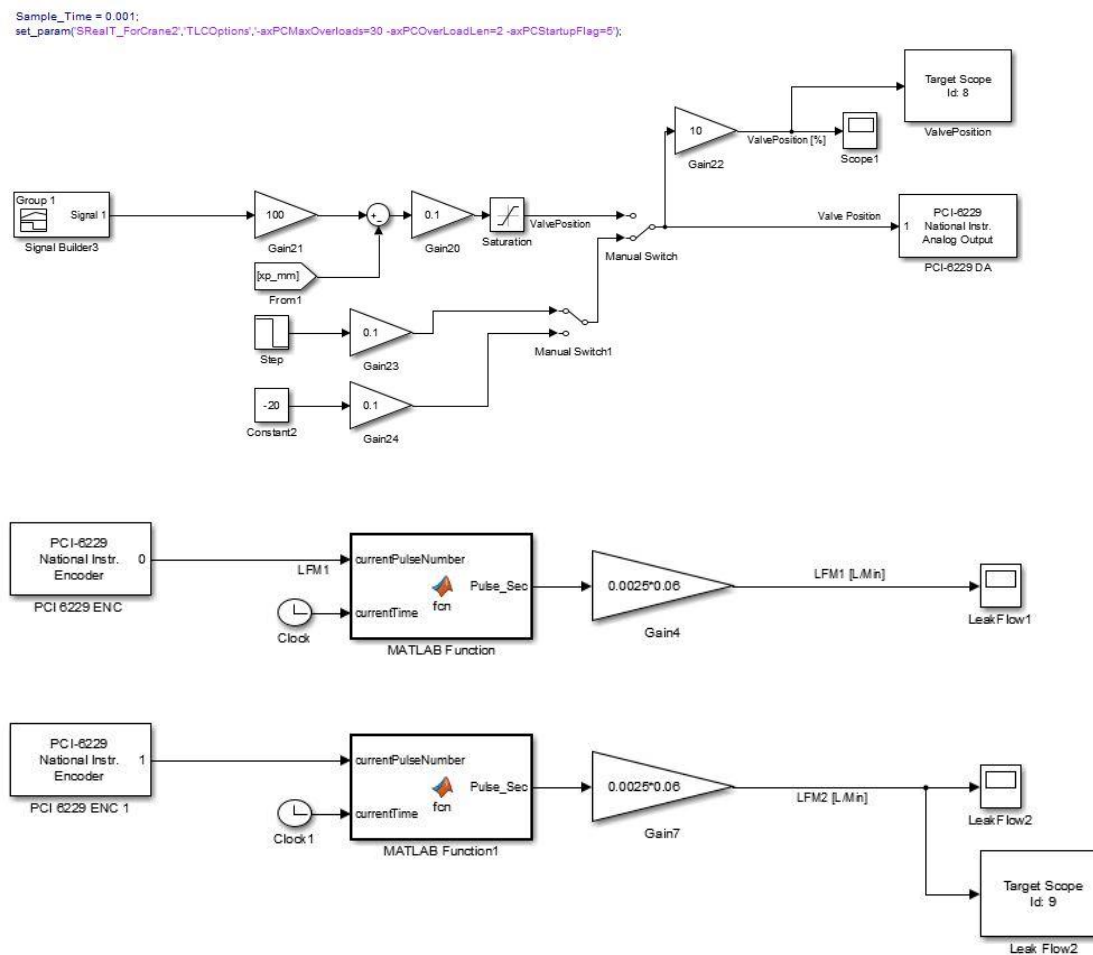 Sample_Time = 0.001;
set_param('SRealT_ForCrane2','TLCOptions','-axPCMaxOverloads=30 -axPCOverLoadLen=2 -axPCStartupFlag=5');
Target Scope
Id: 8
ValvePosition
10
Gain22
ValvePosition [%]
Scope1
Group 1
Signal 1
Signal Builder3
100
Gain21
+
-
0.1
Gain20
Saturation
ValvePosition
Manual Switch
Valve Position
1
PCI-6229
National Instr.
Analog Output
PCI-6229 DA
[xp_mm]
From1
Step
0.1
Gain23
Manual Switch1
-20
Constant2
0.1
Gain24
PCI-6229
National Instr.
Encoder
0
PCI 6229 ENC
LFM1
Clock
currentPulseNumber
currentTime
fcn
Pulse_Sec
MATLAB Function
0.0025*0.06
Gain4
LFM1 [L/Min]
LeakFlow1
PCI-6229
National Instr.
Encoder
1
PCI 6229 ENC 1
Clock1
currentPulseNumber
currentTime
fcn
Pulse_Sec
MATLAB Function1
0.0025*0.06
Gain7
LFM2 [L/Min]
LeakFlow2
Target Scope
Id: 9
Leak Flow2